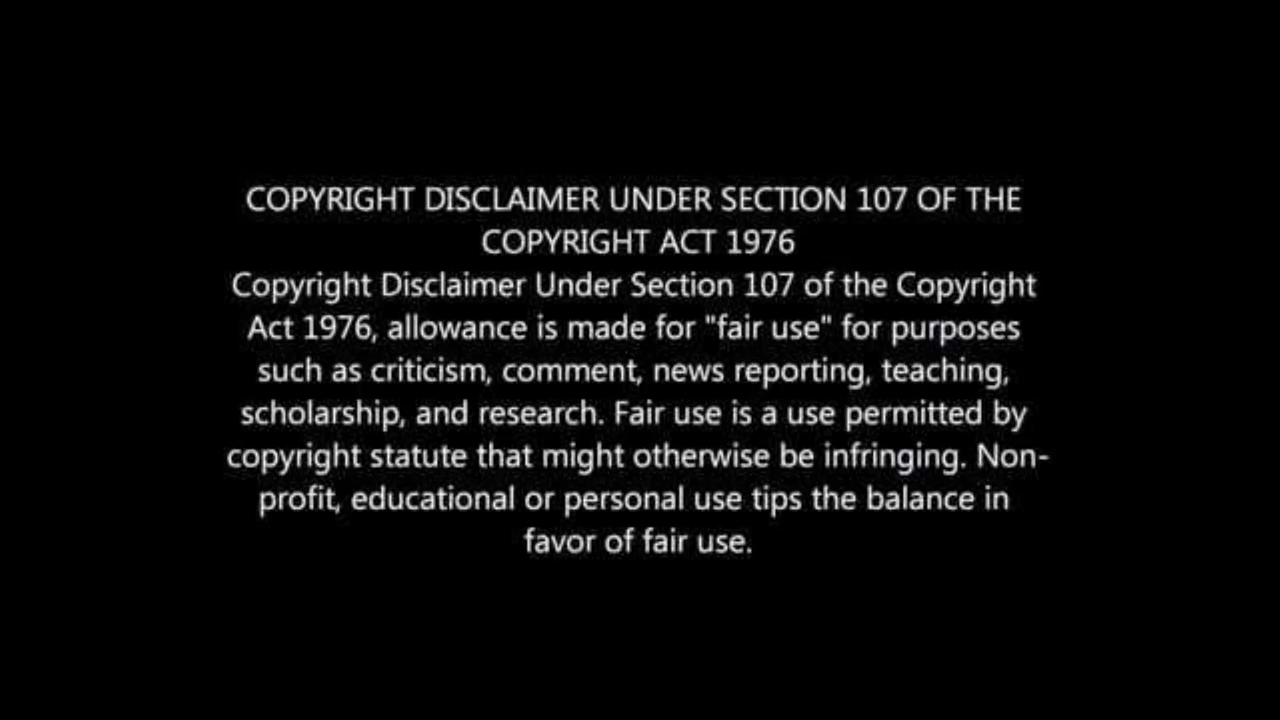 COPYRIGHT DISCLAIMER UNDER SECTION 107 OF THE
COPYRIGHT ACT 1976
Copyright Disclaimer Under Section 107 of the Copyright
Act 1976, allowance is made for "fair use" for purposes
such as criticism, comment, news reporting, teaching,
scholarship, and research. Fair use is a use permitted by
copyright statute that might otherwise be infringing. Non-
profit, educational or personal use tips the balance in
favor of fair use.